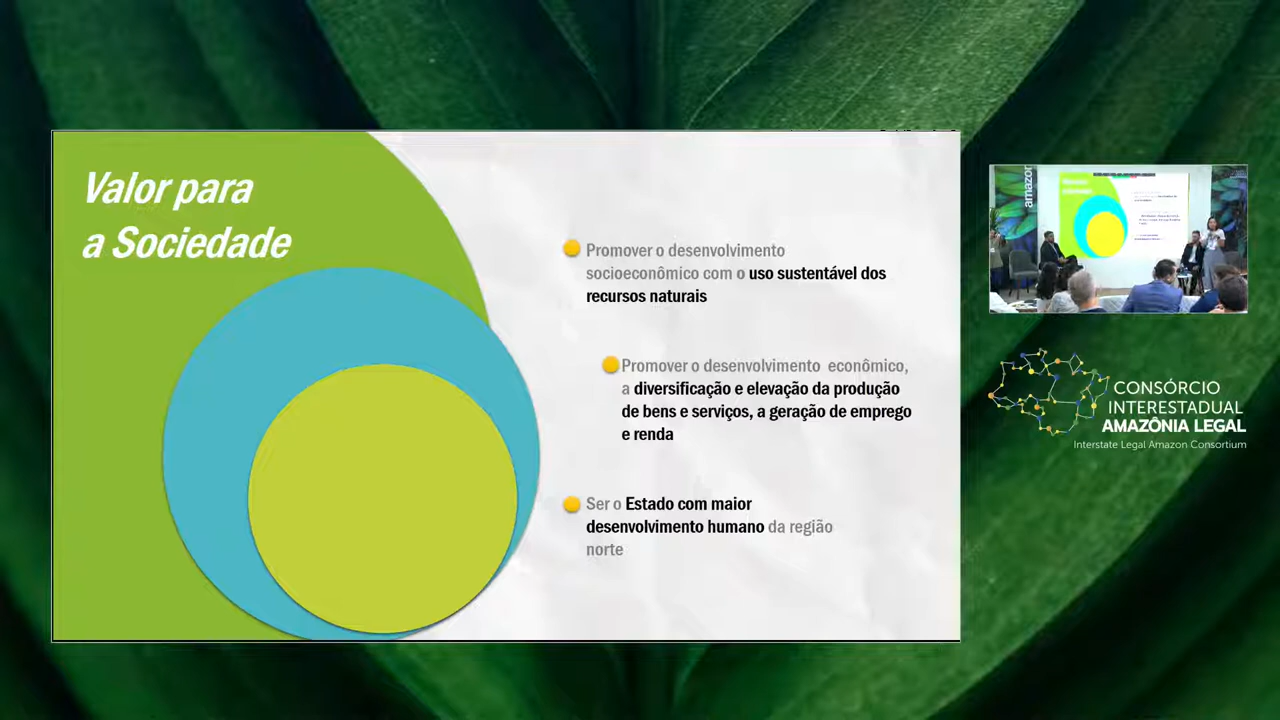 Valor para
a Sociedade
Promover o desenvolvimento
socioeconômico com o uso sustentável dos
recursos naturais
Promover o desenvolvimento econômico,
a diversificação e elevação da produção
de bens e serviços, a geração de emprego
e renda
Ser o Estado com maior
desenvolvimento humano da região
norte
amazon
CONSÓRCIO
INTERESTADUAL
AMAZÔNIA LEGAL
Interstate Legal Amazon Consortium